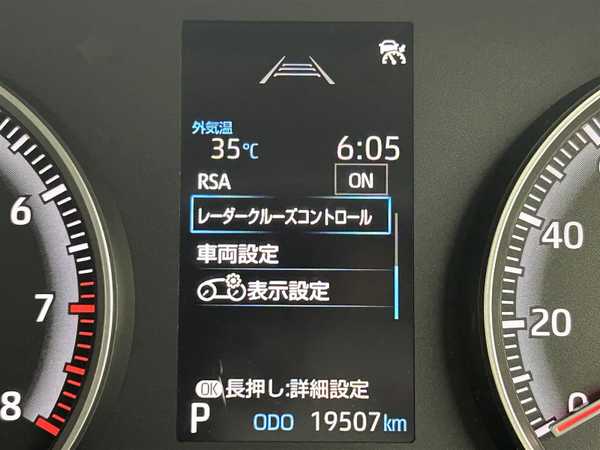 外気温
35℃ 6:05
RSA ON
レーダークルーズコントロール
車両設定
表示設定
OK 長押し:詳細設定
P ODO 19507 km
6
7
8
40
20
0